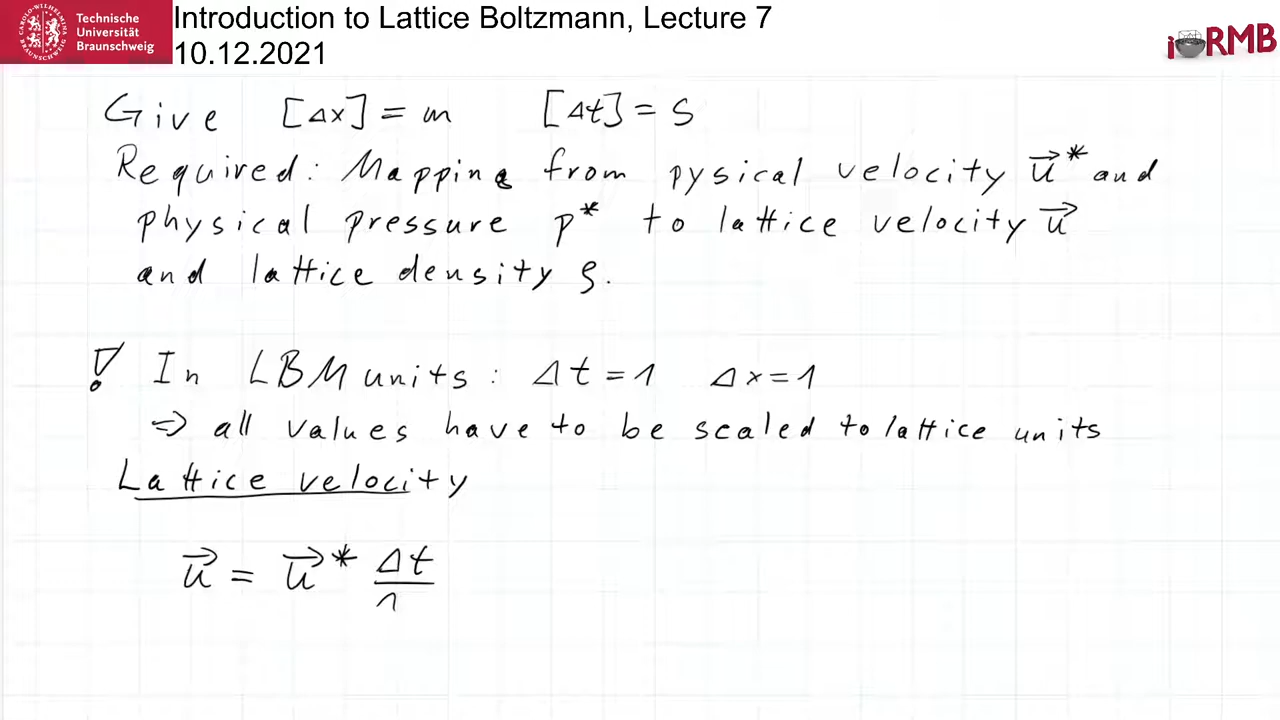 Technische
Universität
Braunschweig
Introduction to Lattice Boltzmann, Lecture 7
10.12.2021
iRMB
Give [Δx] = m [Δt] = s
Required: Mapping from pysical velocity u⃗* and
physical pressure p* to lattice velocity u⃗
and lattice density ρ.
! In LBM units: Δt = 1 Δx = 1
=> all values have to be scaled to lattice units
Lattice velocity
u⃗ = u⃗* Δt